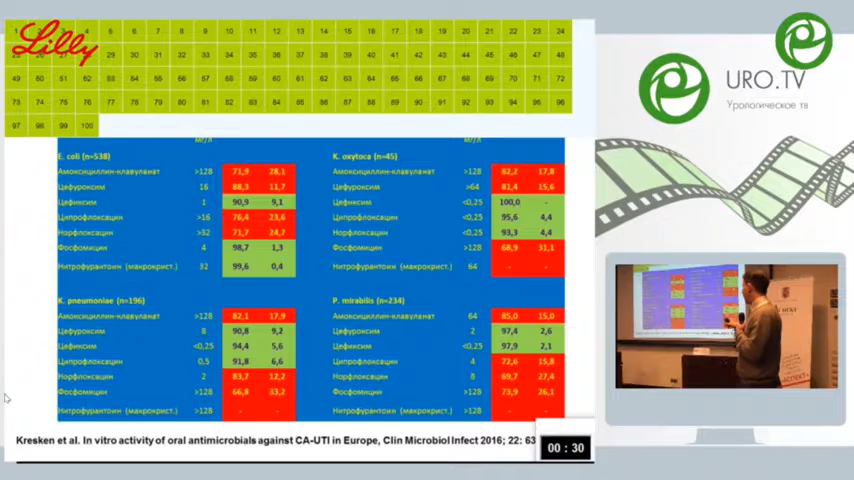 Lilly
1 2 3 4 5 6 7 8 9 10 11 12 13 14 15 16 17 18 19 20 21 22 23 24
29 30 31 32 33 34 35 36 37 38 39 40 41 42 43 44 45 46 47 48
49 50 51 52 53 54 55 56 57 58 59 60 61 62 63 64 65 66 67 68 69 70 71 72
73 74 75 76 77 78 79 80 81 82 83 84 85 86 87 88 89 90 91 92 93 94 95 96
97 98 99 100
мг/л
E. coli (n=538)
Амоксициллин-клавуланат >128 71,9 28,1
Цефуроксим 16 88,3 11,7
Цефиксим 1 90,9 9,1
Ципрофлоксацин >16 76,4 23,6
Норфлоксацин >32 71,7 24,7
Фосфомицин 4 98,7 1,3
Нитрофурантоин (макрокрист.) 32 99,6 0,4
K. oxytoca (n=45)
Амоксициллин-клавуланат >128 82,2 17,8
Цефуроксим >64 81,4 15,6
Цефиксим <0,25 100,0 -
Ципрофлоксацин <0,25 95,6 4,4
Норфлоксацин <0,25 93,3 4,4
Фосфомицин >128 68,9 31,1
Нитрофурантоин (макрокрист.) 64 - -
K. pneumoniae (n=196)
Амоксициллин-клавуланат >128 82,1 17,9
Цефуроксим 8 90,8 9,2
Цефиксим <0,25 94,4 5,6
Ципрофлоксацин 0,5 91,8 6,6
Норфлоксацин 2 83,7 12,2
Фосфомицин >128 66,8 33,2
Нитрофурантоин (макрокрист.) >128 - -
P. mirabilis (n=234)
Амоксициллин-клавуланат 64 85,0 15,0
Цефуроксим 2 97,4 2,6
Цефиксим <0,25 97,9 2,1
Ципрофлоксацин 4 72,6 15,8
Норфлоксацин 8 69,7 27,4
Фосфомицин >128 73,9 26,1
Нитрофурантоин (макрокрист.) >128 - -
Kresken et al. In vitro activity of oral antimicrobials against CA-UTI in Europe, Clin Microbiol Infect 2016; 22: 63
00 : 30
URO.TV
Урологическое тв